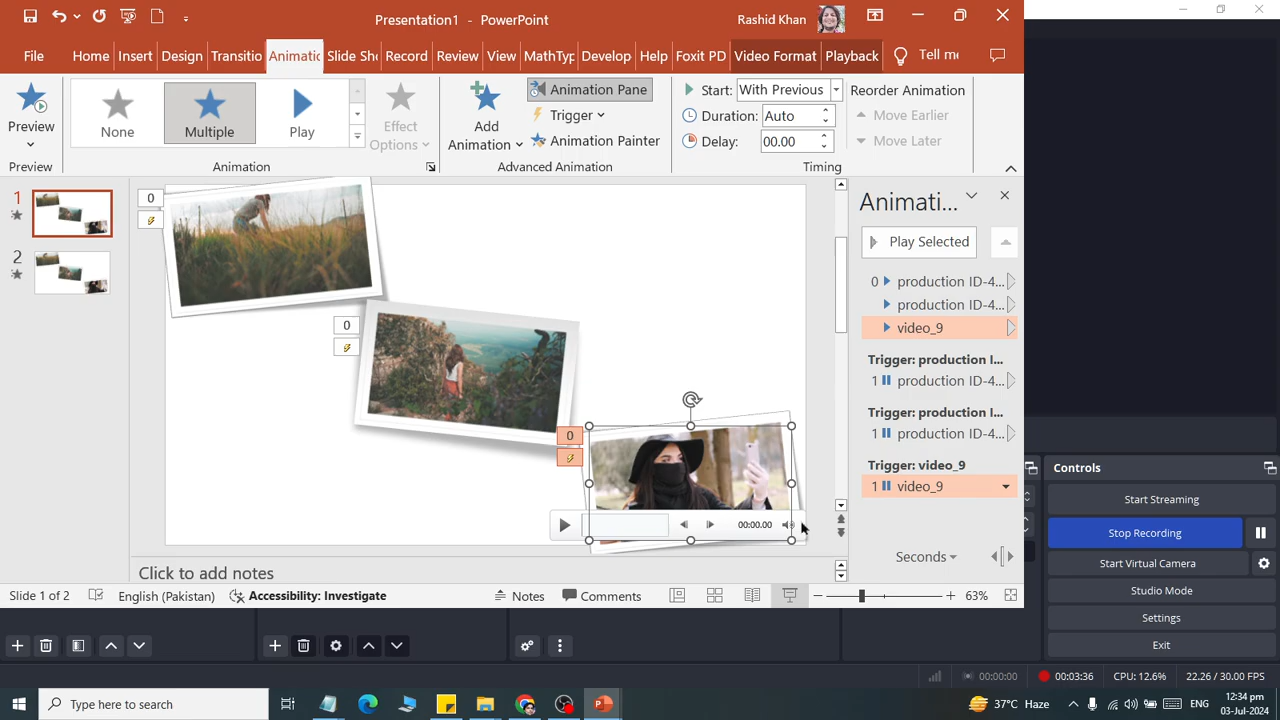 Presentation1 - PowerPoint
Rashid Khan
File Home Insert Design Transitio Animatic Slide Sh Record Review View MathTyp Develop Help Foxit PD Video Format Playback Tell me
Preview
Preview
None
Multiple
Play
Effect
Options
Animation
Add
Animation
Animation Pane
Trigger
Animation Painter
Advanced Animation
Start: With Previous
Duration: Auto
Delay: 00.00
Reorder Animation
Move Earlier
Move Later
Timing
1
2
0
0
0
00:00.00
Animati...
Play Selected
0 production ID-4...
production ID-4...
video_9
Trigger: production I...
1 production ID-4...
Trigger: production I...
1 production ID-4...
Trigger: video_9
1 video_9
Seconds
Click to add notes
Slide 1 of 2 English (Pakistan) Accessibility: Investigate Notes Comments 63%
Controls
Start Streaming
Stop Recording
Start Virtual Camera
Studio Mode
Settings
Exit
00:00:00 00:03:36 CPU: 12.6% 22.26 / 30.00 FPS
Type here to search
37°C Haze
ENG
12:34 pm
03-Jul-2024